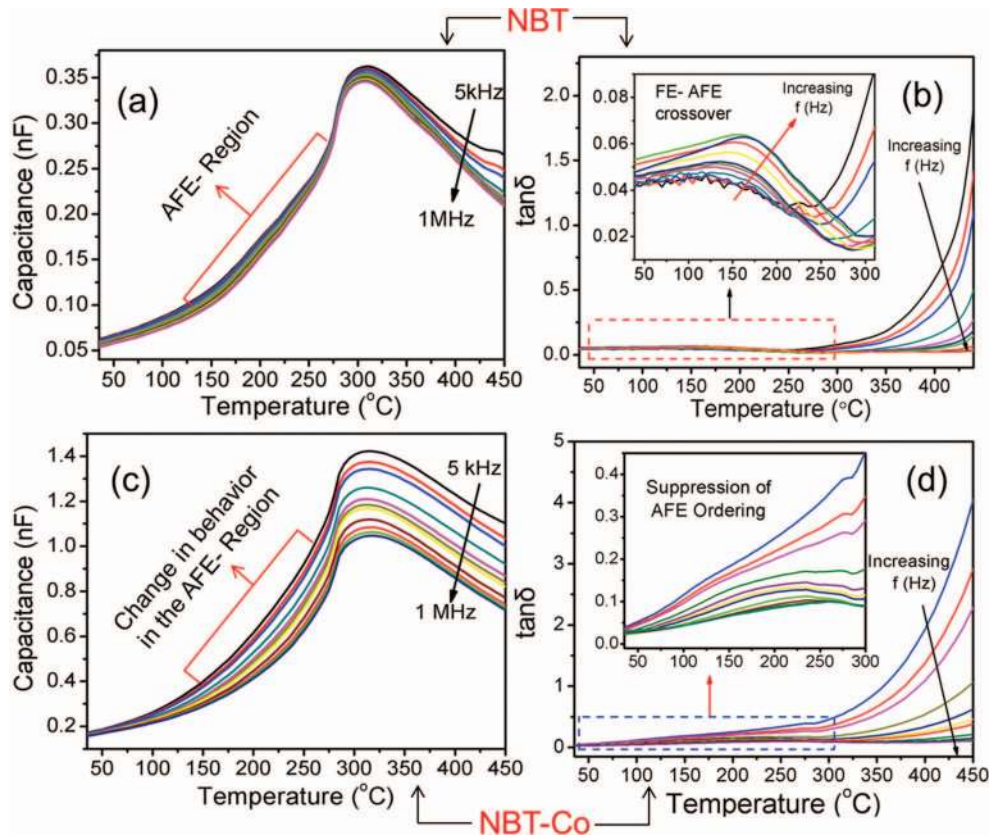 NBT
(a)
AFE- Region
5kHz
1MHz
Capacitance (nF)
0.35
0.30
0.25
0.20
0.15
0.10
0.05
50 100 150 200 250 300 350 400 450
Temperature (°C)
(b)
FE- AFE
crossover
Increasing
f (Hz)
0.08
0.06
0.04
0.02
50 100 150 200 250 300
Increasing
f (Hz)
tanδ
2.0
1.5
1.0
0.5
0.0
50 100 150 200 250 300 350 400
Temperature (°C)
(c)
Change in behavior
in the AFE- Region
5 kHz
1 MHz
Capacitance (nF)
1.4
1.2
1.0
0.8
0.6
0.4
0.2
50 100 150 200 250 300 350 400 450
Temperature (°C)
(d)
Suppression of
AFE Ordering
0.4
0.3
0.2
0.1
0.0
50 100 150 200 250 300
Increasing
f (Hz)
tanδ
5
4
3
2
1
0
50 100 150 200 250 300 350 400 450
Temperature (°C)
NBT-Co